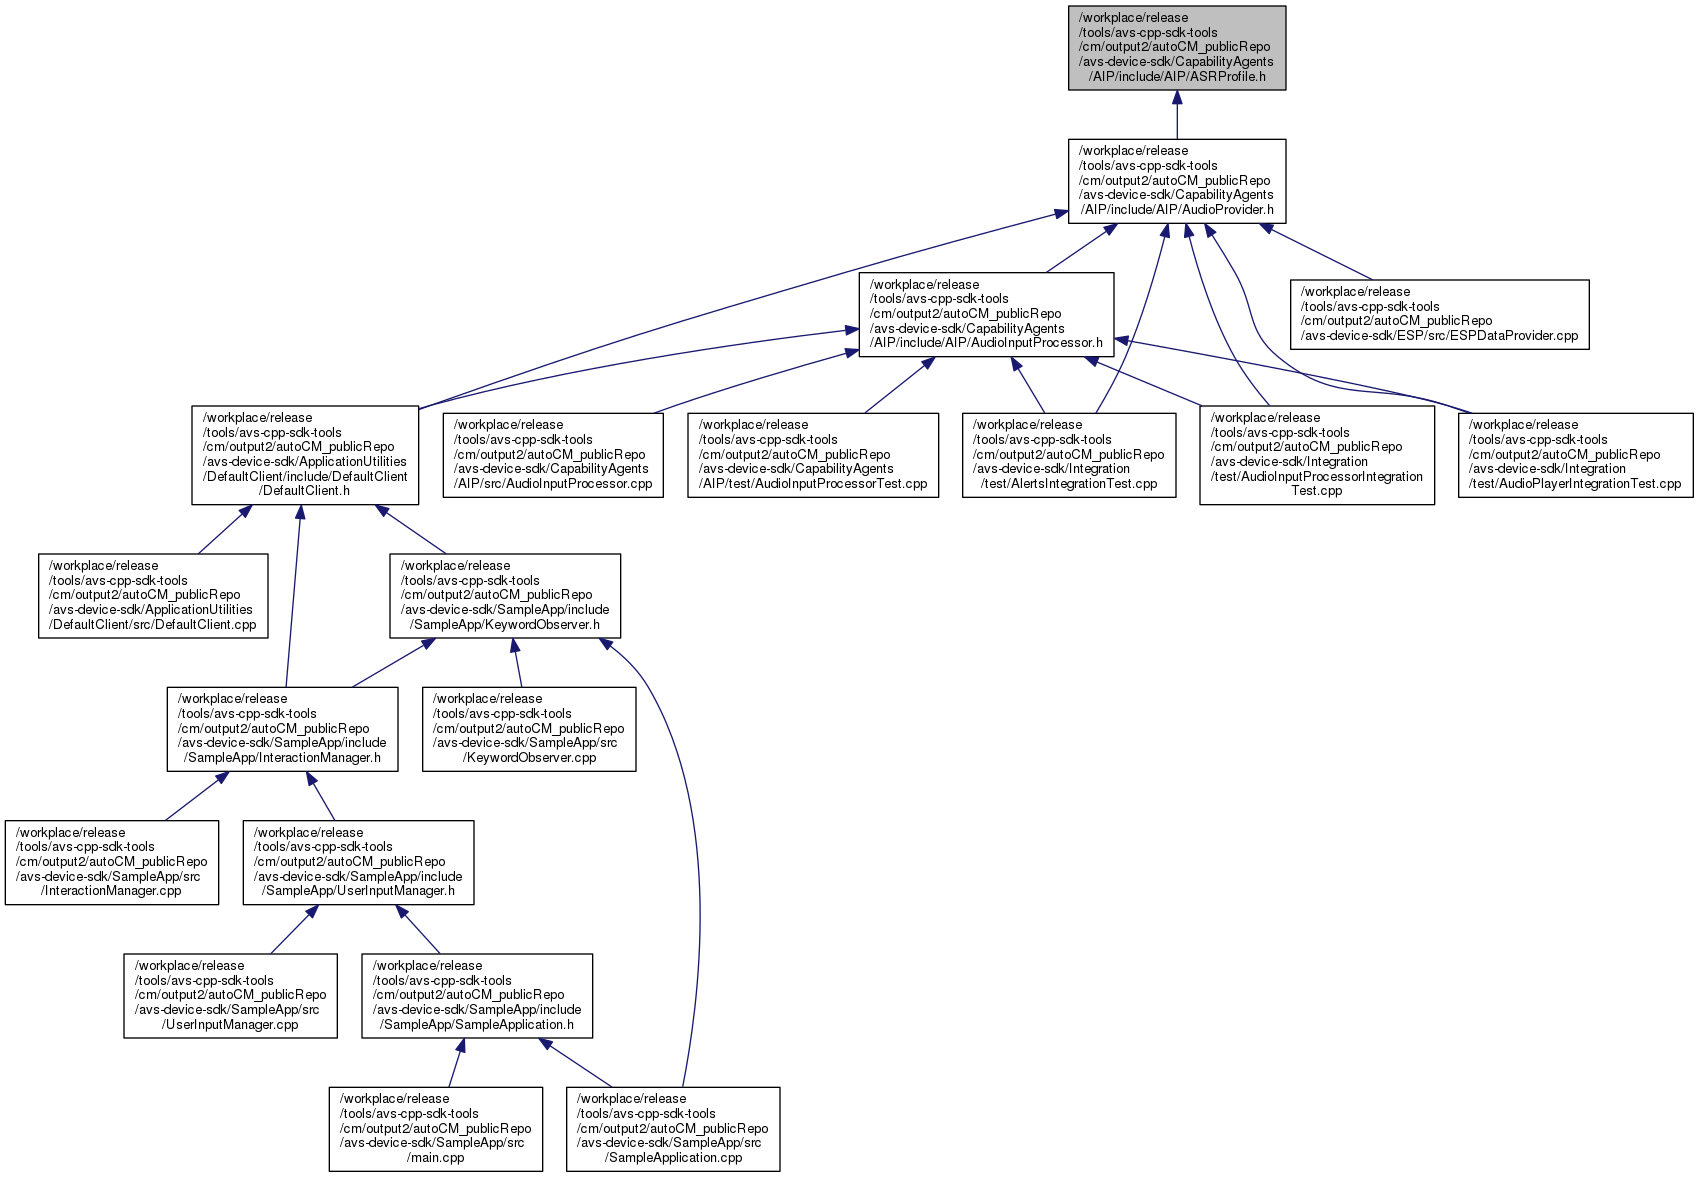 /workplace/release
/tools/avs-cpp-sdk-tools
/cm/output2/autoCM_publicRepo
/avs-device-sdk/CapabilityAgents
/AIP/include/AIP/ASRProfile.h
/workplace/release
/tools/avs-cpp-sdk-tools
/cm/output2/autoCM_publicRepo
/avs-device-sdk/CapabilityAgents
/AIP/include/AIP/AudioProvider.h
/workplace/release
/tools/avs-cpp-sdk-tools
/cm/output2/autoCM_publicRepo
/avs-device-sdk/CapabilityAgents
/AIP/include/AIP/AudioInputProcessor.h
/workplace/release
/tools/avs-cpp-sdk-tools
/cm/output2/autoCM_publicRepo
/avs-device-sdk/ESP/src/ESPDataProvider.cpp
/workplace/release
/tools/avs-cpp-sdk-tools
/cm/output2/autoCM_publicRepo
/avs-device-sdk/ApplicationUtilities
/DefaultClient/include/DefaultClient
/DefaultClient.h
/workplace/release
/tools/avs-cpp-sdk-tools
/cm/output2/autoCM_publicRepo
/avs-device-sdk/CapabilityAgents
/AIP/src/AudioInputProcessor.cpp
/workplace/release
/tools/avs-cpp-sdk-tools
/cm/output2/autoCM_publicRepo
/avs-device-sdk/CapabilityAgents
/AIP/test/AudioInputProcessorTest.cpp
/workplace/release
/tools/avs-cpp-sdk-tools
/cm/output2/autoCM_publicRepo
/avs-device-sdk/Integration
/test/AlertsIntegrationTest.cpp
/workplace/release
/tools/avs-cpp-sdk-tools
/cm/output2/autoCM_publicRepo
/avs-device-sdk/Integration
/test/AudioInputProcessorIntegration
Test.cpp
/workplace/release
/tools/avs-cpp-sdk-tools
/cm/output2/autoCM_publicRepo
/avs-device-sdk/Integration
/test/AudioPlayerIntegrationTest.cpp
/workplace/release
/tools/avs-cpp-sdk-tools
/cm/output2/autoCM_publicRepo
/avs-device-sdk/ApplicationUtilities
/DefaultClient/src/DefaultClient.cpp
/workplace/release
/tools/avs-cpp-sdk-tools
/cm/output2/autoCM_publicRepo
/avs-device-sdk/SampleApp/include
/SampleApp/KeywordObserver.h
/workplace/release
/tools/avs-cpp-sdk-tools
/cm/output2/autoCM_publicRepo
/avs-device-sdk/SampleApp/include
/SampleApp/InteractionManager.h
/workplace/release
/tools/avs-cpp-sdk-tools
/cm/output2/autoCM_publicRepo
/avs-device-sdk/SampleApp/src
/KeywordObserver.cpp
/workplace/release
/tools/avs-cpp-sdk-tools
/cm/output2/autoCM_publicRepo
/avs-device-sdk/SampleApp/src
/InteractionManager.cpp
/workplace/release
/tools/avs-cpp-sdk-tools
/cm/output2/autoCM_publicRepo
/avs-device-sdk/SampleApp/include
/SampleApp/UserInputManager.h
/workplace/release
/tools/avs-cpp-sdk-tools
/cm/output2/autoCM_publicRepo
/avs-device-sdk/SampleApp/src
/UserInputManager.cpp
/workplace/release
/tools/avs-cpp-sdk-tools
/cm/output2/autoCM_publicRepo
/avs-device-sdk/SampleApp/include
/SampleApp/SampleApplication.h
/workplace/release
/tools/avs-cpp-sdk-tools
/cm/output2/autoCM_publicRepo
/avs-device-sdk/SampleApp/src
/main.cpp
/workplace/release
/tools/avs-cpp-sdk-tools
/cm/output2/autoCM_publicRepo
/avs-device-sdk/SampleApp/src
/SampleApplication.cpp